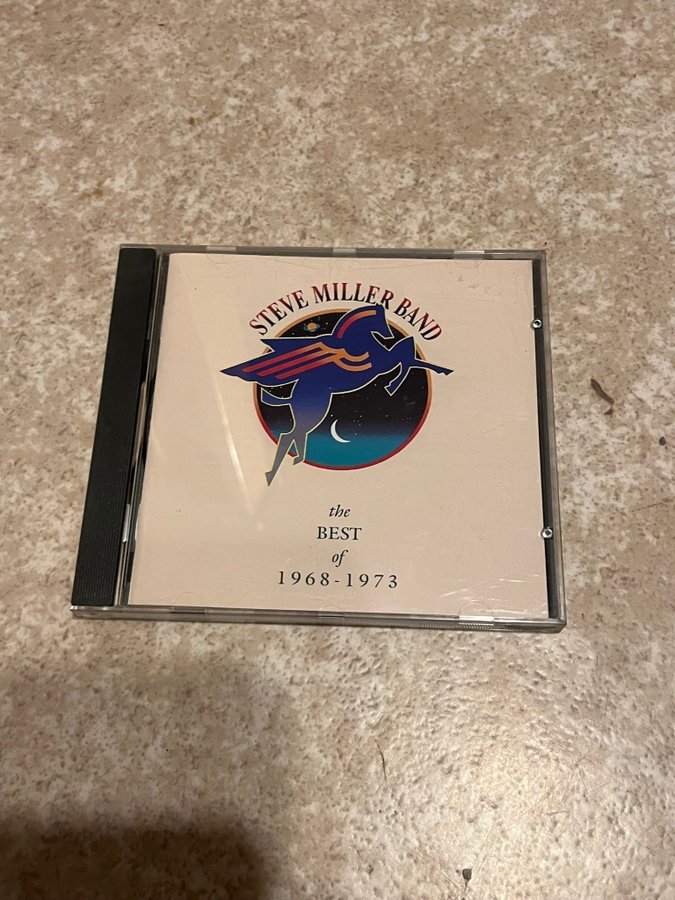 STEVE MILLER BAND
the
BEST
of
1968-1973